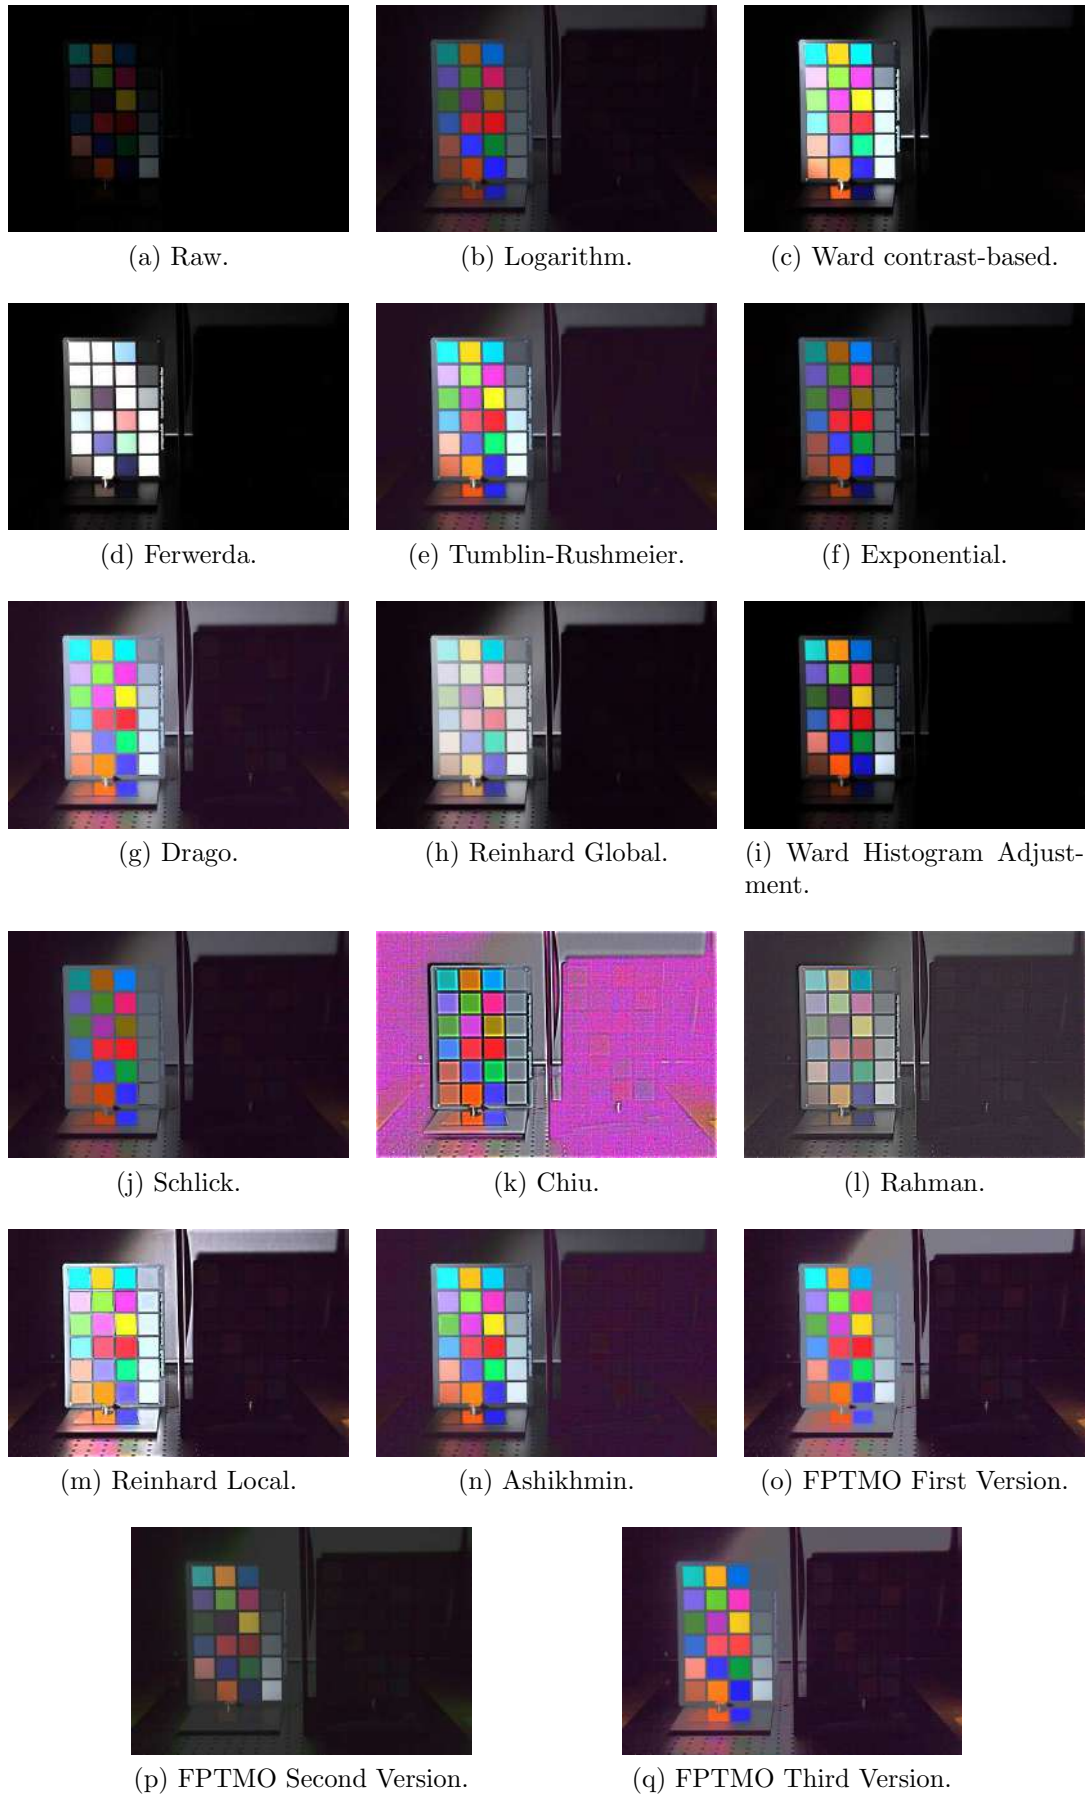 (a) Raw.
(b) Logarithm.
(c) Ward contrast-based.
(d) Ferwerda.
(e) Tumblin-Rushmeier.
(f) Exponential.
(g) Drago.
(h) Reinhard Global.
(i) Ward Histogram Adjust-
ment.
(j) Schlick.
(k) Chiu.
(l) Rahman.
(m) Reinhard Local.
(n) Ashikhmin.
(o) FPTMO First Version.
(p) FPTMO Second Version.
(q) FPTMO Third Version.